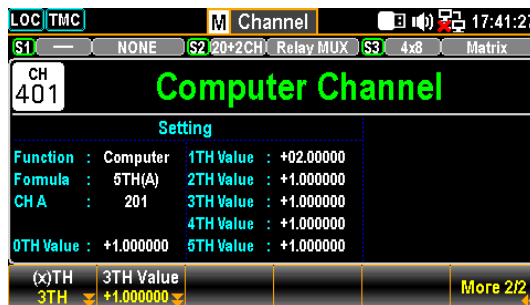 LOC TMC M Channel 17:41:27
S1 — NONE S2 20+2CH Relay MUX S3 4x8 Matrix
CH 401 Computer Channel
Setting
Function : Computer 1TH Value : +02.00000
Formula : 5TH(A) 2TH Value : +1.000000
CH A : 201 3TH Value : +1.000000
4TH Value : +1.000000
0TH Value : +1.000000 5TH Value : +1.000000
(x)TH 3TH Value
3TH +1.000000 More 2/2